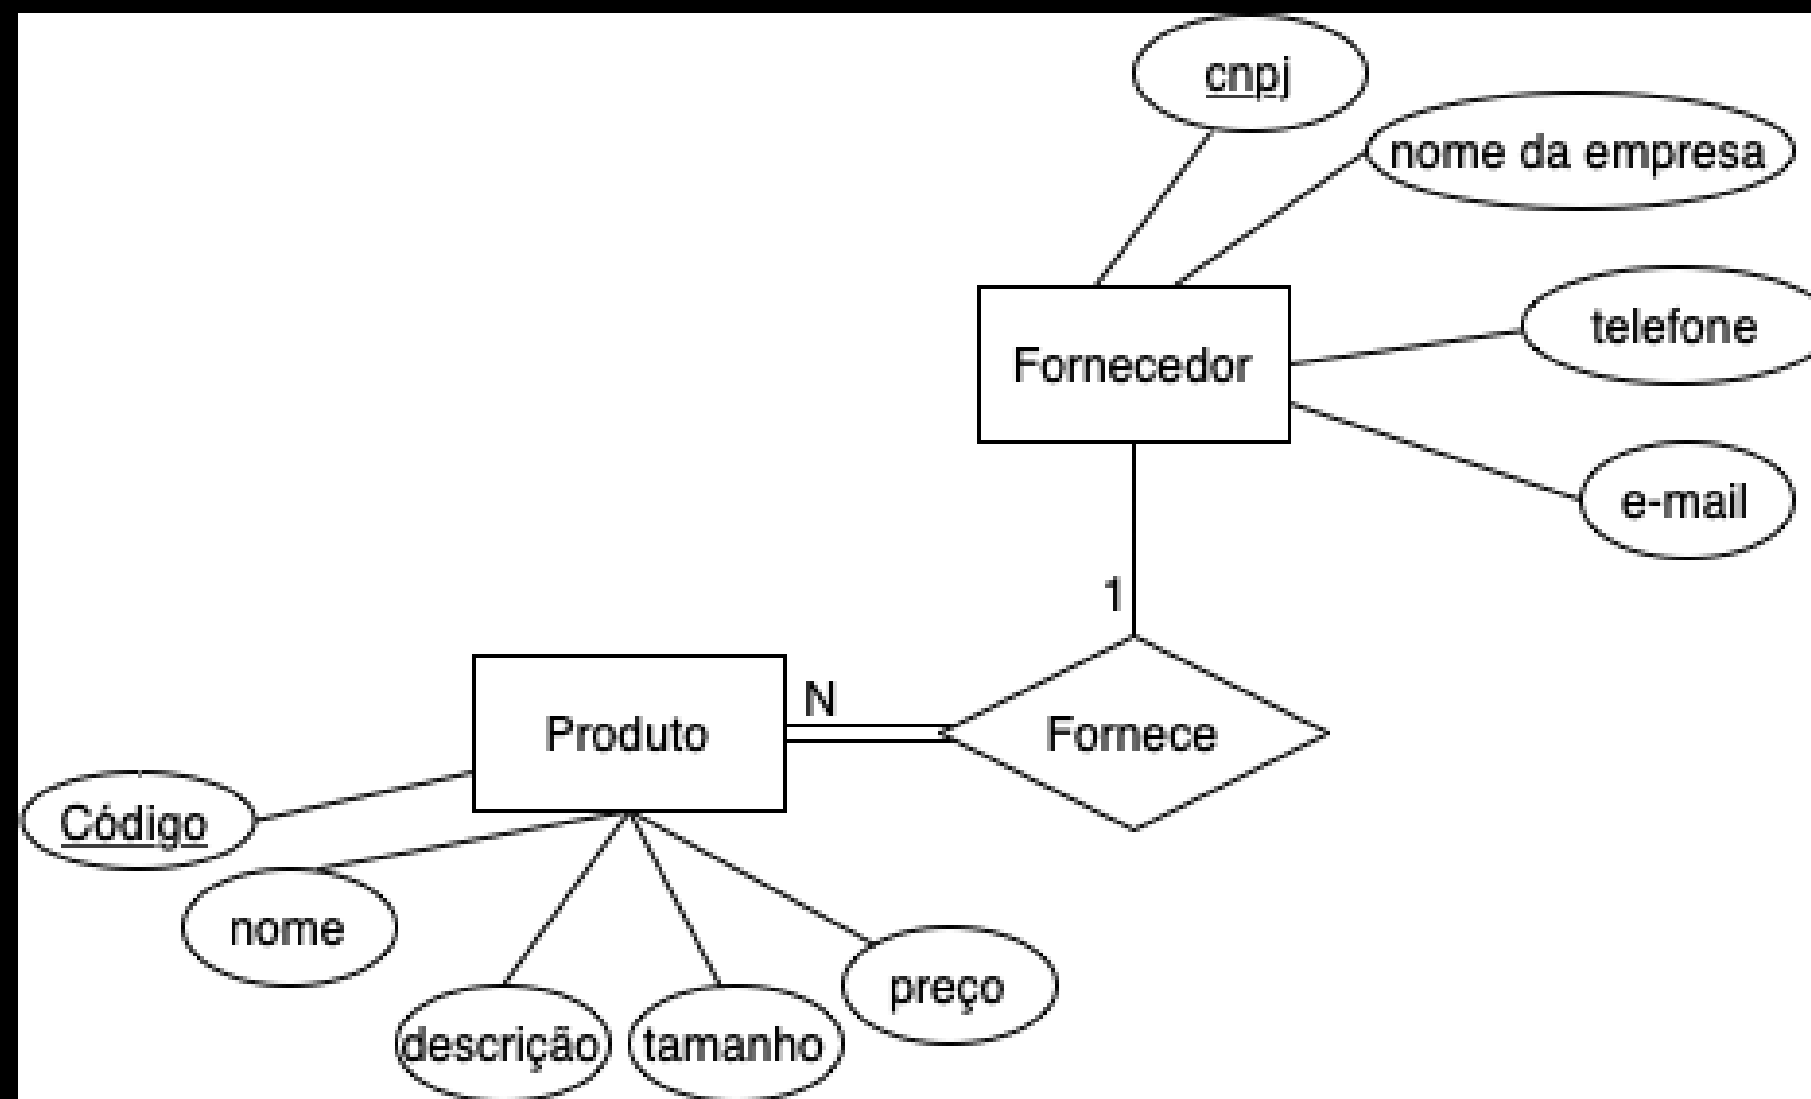 cnpj
nome da empresa
telefone
Fornecedor
e-mail
1
N
Produto
Fornece
Código
nome
preço
descrição
tamanho